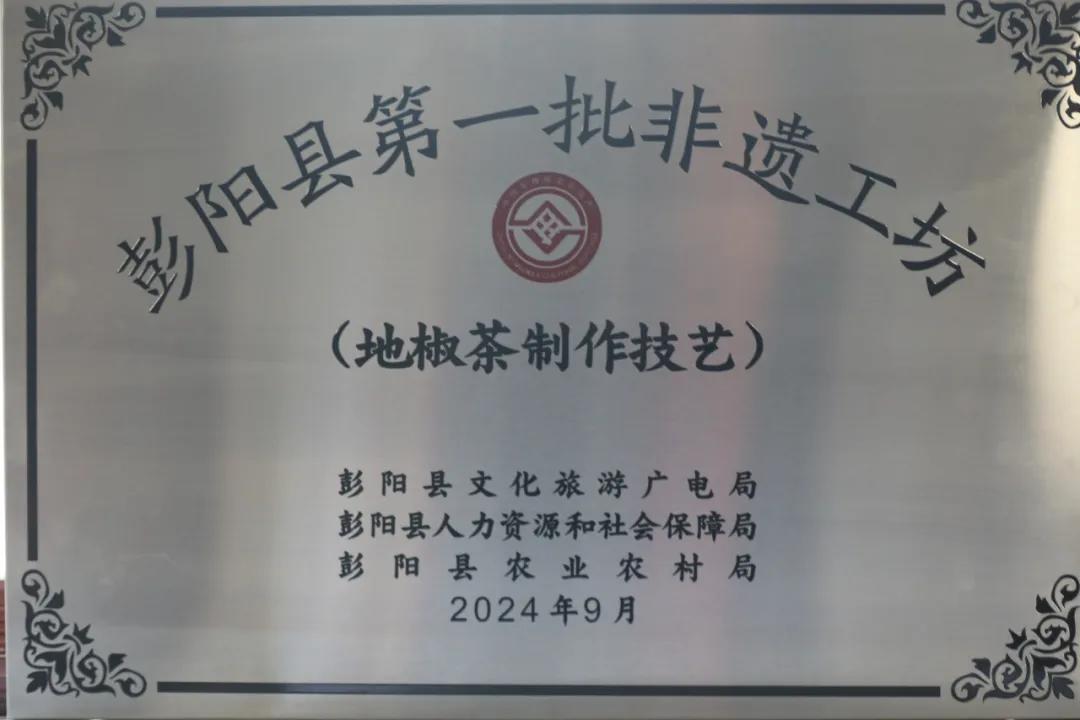 彭阳县第一批非遗工坊
（地椒茶制作技艺）
彭阳县文化旅游广电局
彭阳县人力资源和社会保障局
彭阳县农业农村局
2024年9月